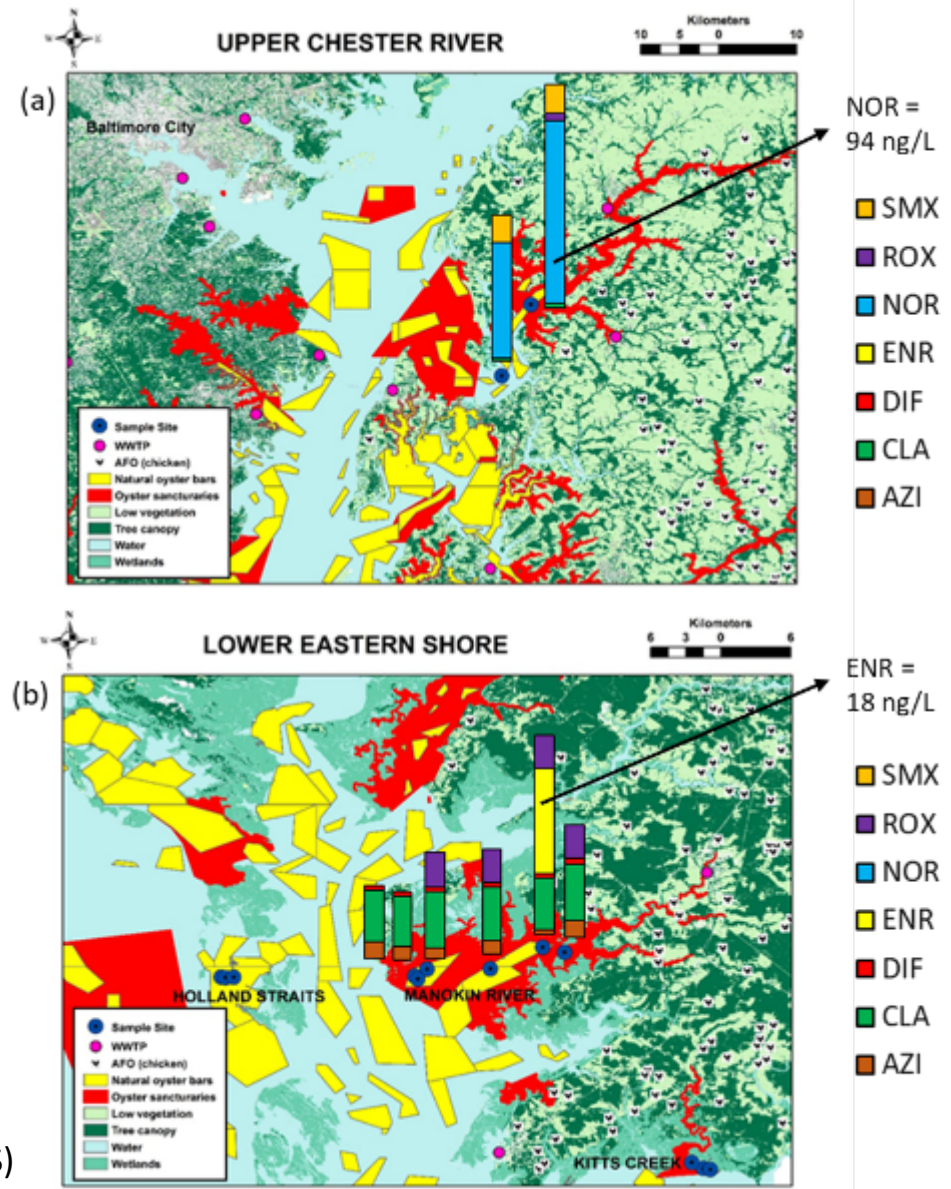 N
W E
S
UPPER CHESTER RIVER
Kilometers
10 5 0 10
(a)
Baltimore City
NOR =
94 ng/L
SMX
ROX
NOR
ENR
DIF
CLA
AZI
Sample Site
WWTP
AFO (chicken)
Natural oyster bars
Oyster sancturaries
Low vegetation
Tree canopy
Water
Wetlands
N
W E
S
LOWER EASTERN SHORE
Kilometers
6 3 0 6
(b)
ENR =
18 ng/L
SMX
ROX
NOR
ENR
DIF
CLA
AZI
HOLLAND STRAITS
MANOKIN RIVER
Sample Site
WWTP
AFO (chicken)
Natural oyster bars
Oyster sancturaries
Low vegetation
Tree canopy
Water
Wetlands
KITTS CREEK